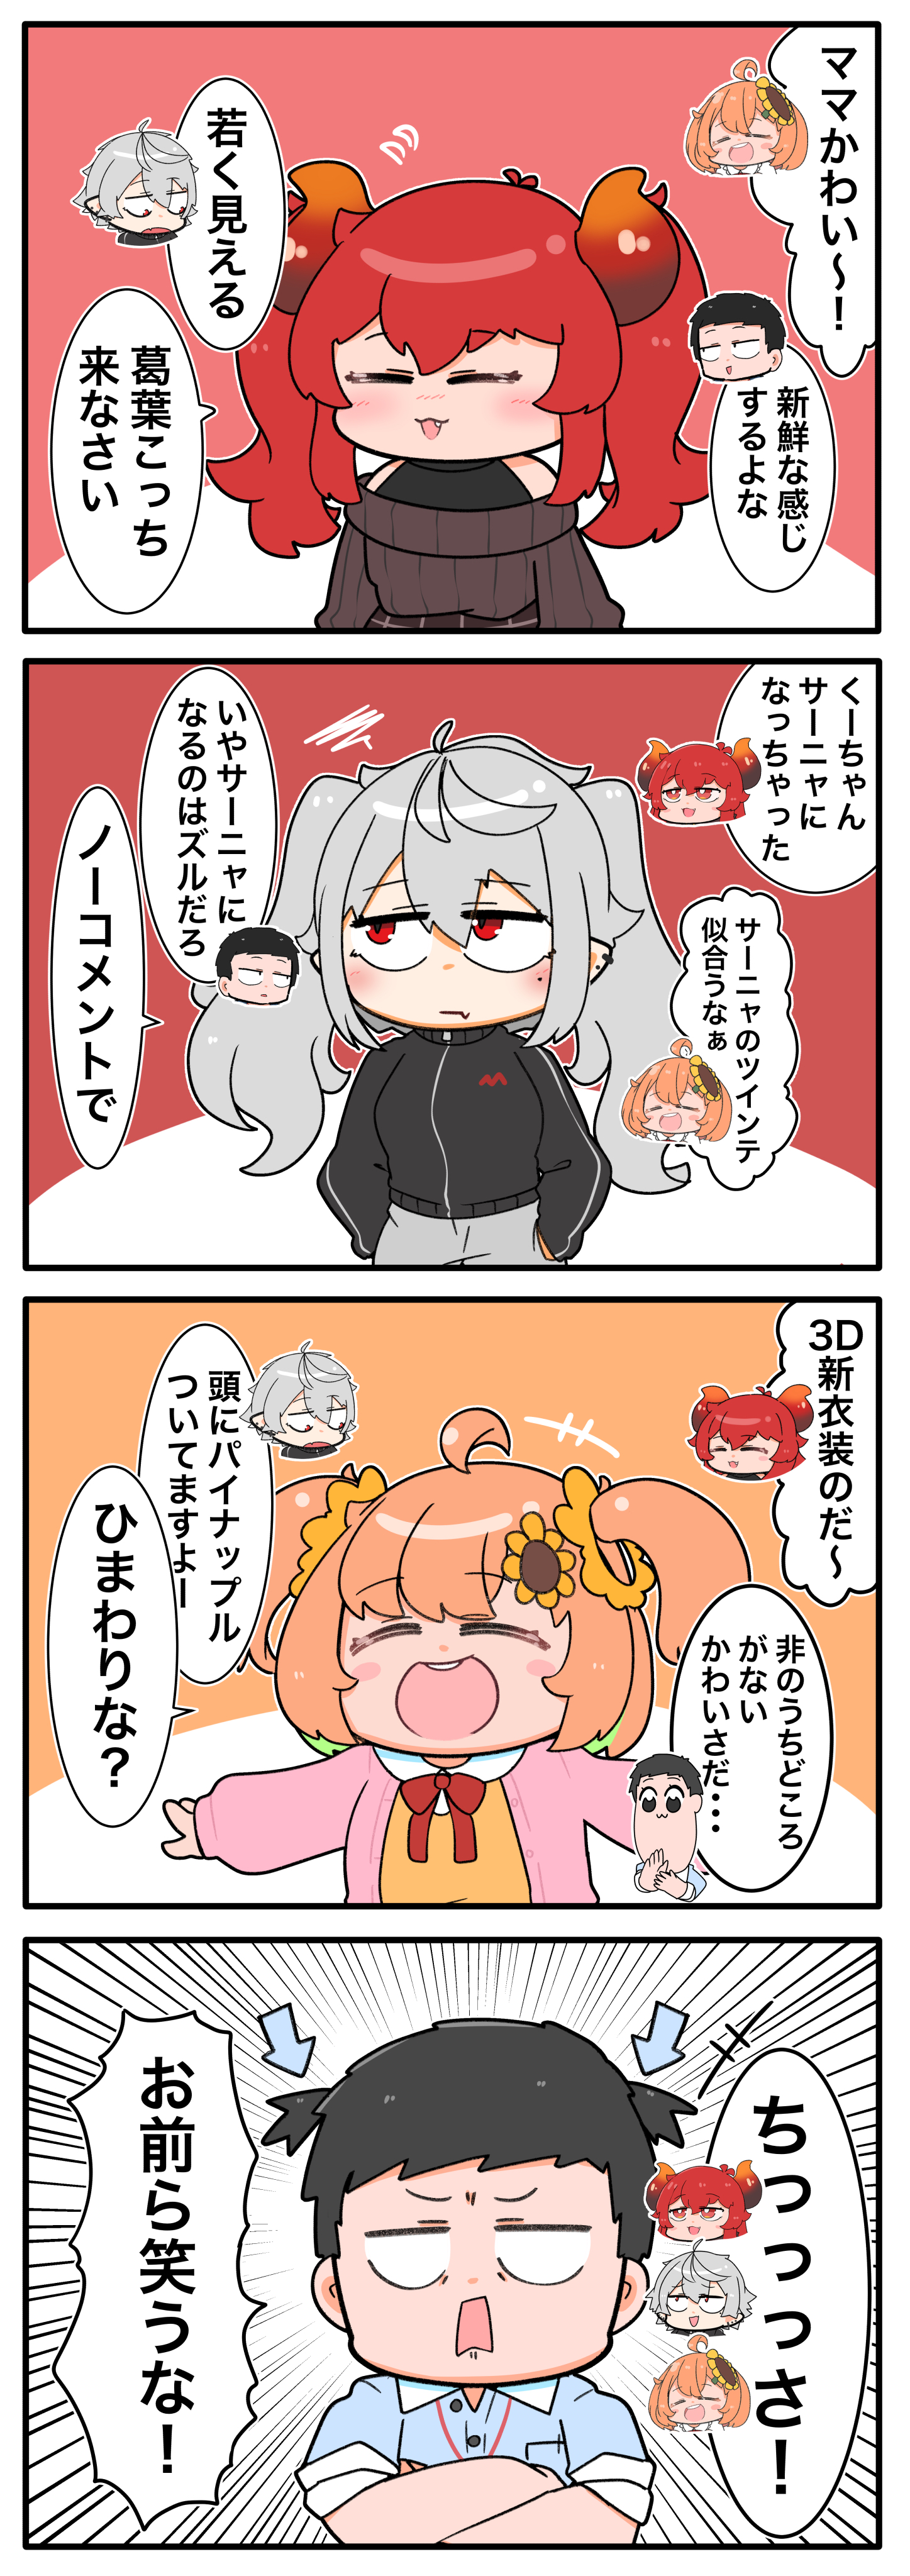 ママかわい〜！
新鮮な感じ
するよな
若く見える
葛葉こっち
来なさい
くーちゃん
サーニャに
なっちゃった
サーニャのツインテ
似合うなぁ
いやサーニャに
なるのはズルだろ
ノーコメントで
3D新衣装のだ〜
非のうちどころ
がない
かわいさだ…
頭にパイナップル
ついてますよー
ひまわりな？
ちっっっさ！
お前ら笑うな！